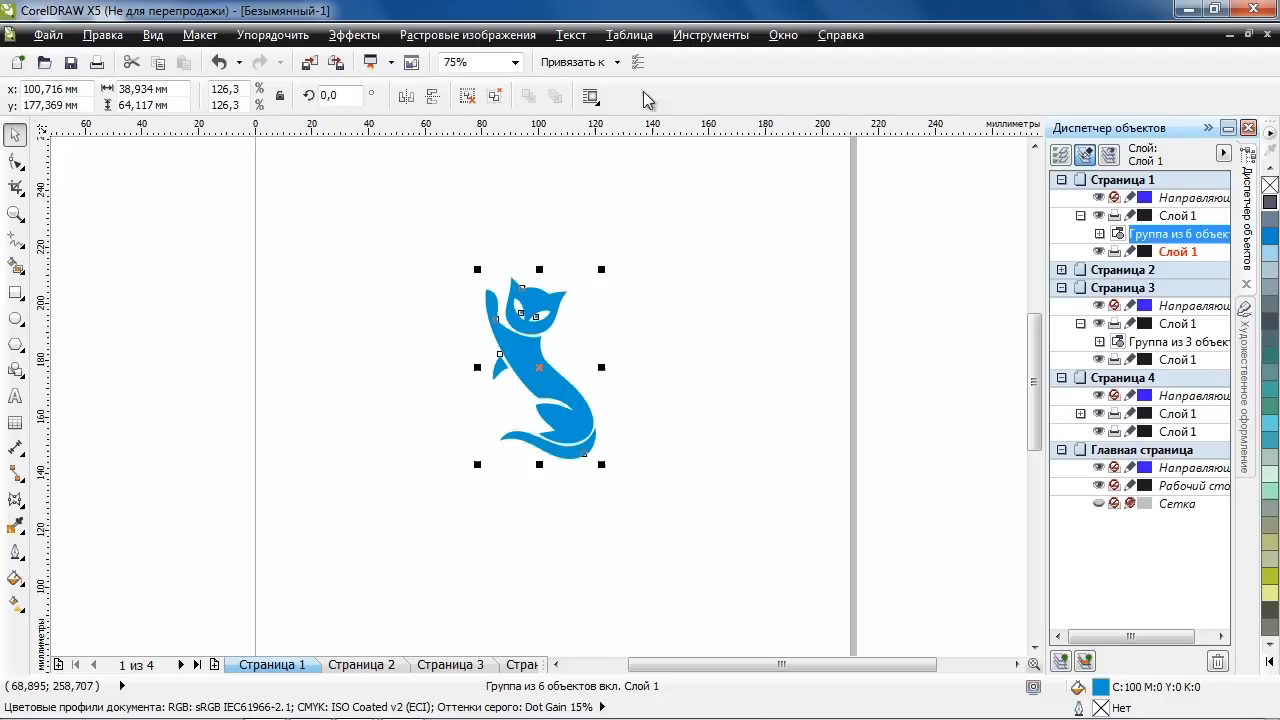 CorelDRAW X5 (Не для перепродажи) - [Безымянный-1]
Файл Правка Вид Макет Упорядочить Эффекты Растровые изображения Текст Таблица Инструменты Окно Справка
75% Привязать к
x: 100,716 мм 38,934 мм 126,3 %
y: 177,369 мм 64,117 мм 126,3 %
0,0 °
60 40 20 0 20 40 60 80 100 120 140 160 180 200 220 240 миллиметры
240
220
200
180
160
140
120
100
миллиметры
Диспетчер объектов
Слой:
Слой 1
Страница 1
Направляющ
Слой 1
Группа из 6 объек
Слой 1
Страница 2
Страница 3
Направляющ
Слой 1
Группа из 3 объек
Слой 1
Страница 4
Направляющ
Слой 1
Слой 1
Главная страница
Направляющ
Рабочий сто
Сетка
Диспетчер объектов
Художественное оформление
1 из 4 Страница 1 Страница 2 Страница 3 Стран
(68,895; 258,707) Группа из 6 объектов вкл. Слой 1 C:100 M:0 Y:0 K:0
Цветовые профили документа: RGB: sRGB IEC61966-2.1; CMYK: ISO Coated v2 (ECI); Оттенки серого: Dot Gain 15% Нет